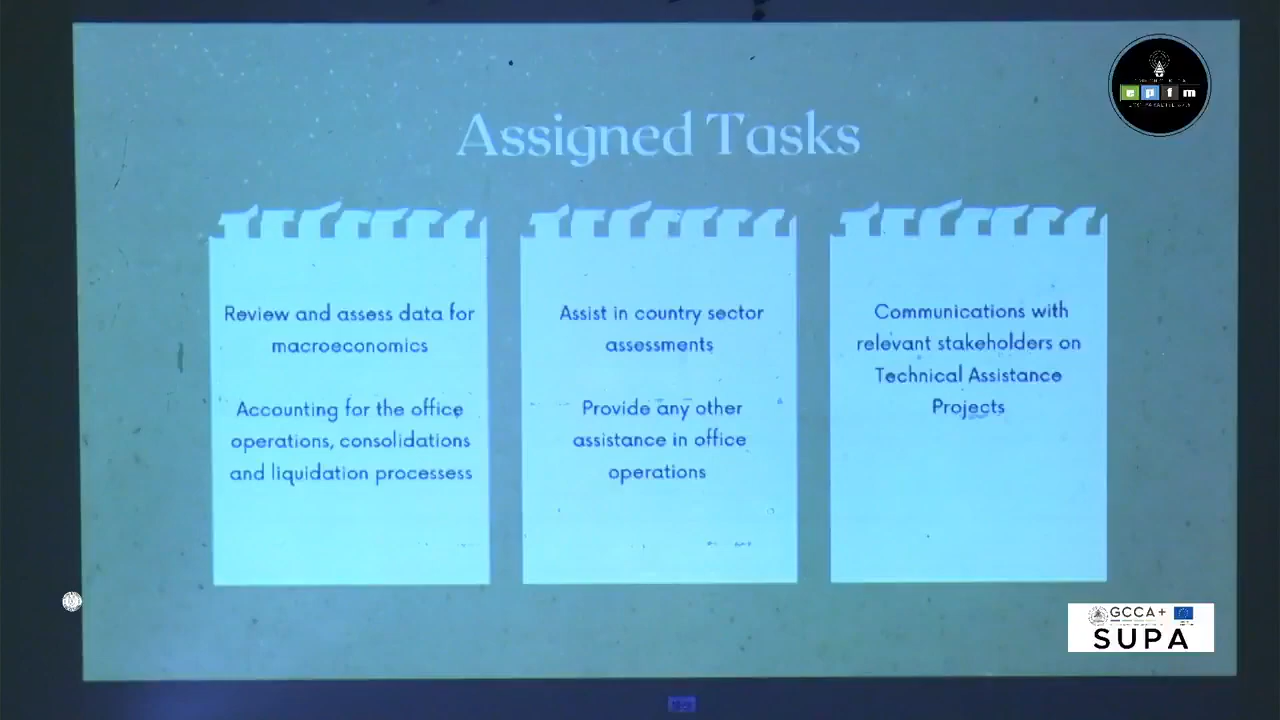 Assigned Tasks
Review and assess data for
macroeconomics
Accounting for the office
operations, consolidations
and liquidation processess
Assist in country sector
assessments
Provide any other
assistance in office
operations
Communications with
relevant stakeholders on
Technical Assistance
Projects
epfm
GCCA+
SUPA